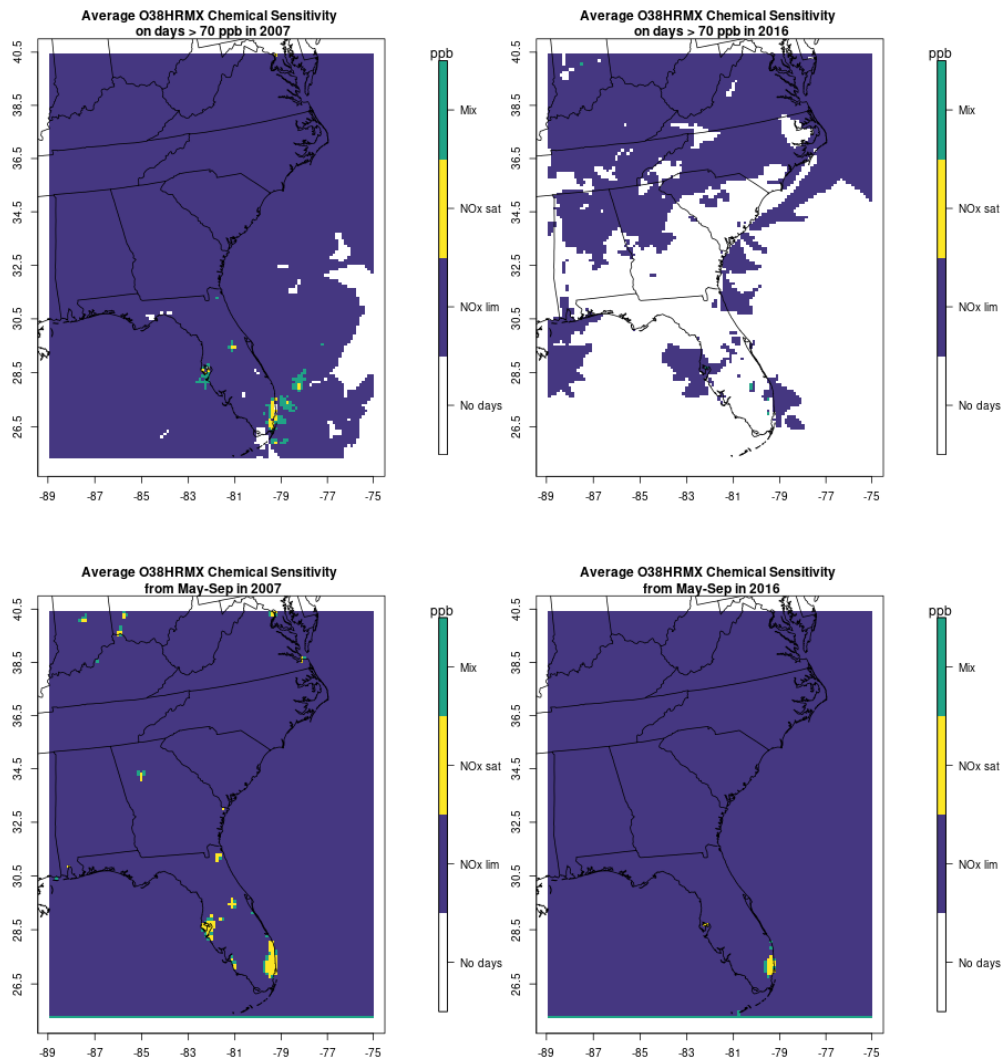 Average O38HRMX Chemical Sensitivity
on days > 70 ppb in 2007
ppb
Mix
NOx sat
NOx lim
No days
40.5
38.5
36.5
34.5
32.5
30.5
28.5
26.5
-89 -87 -85 -83 -81 -79 -77 -75
Average O38HRMX Chemical Sensitivity
on days > 70 ppb in 2016
ppb
Mix
NOx sat
NOx lim
No days
40.5
38.5
36.5
34.5
32.5
30.5
28.5
26.5
-89 -87 -85 -83 -81 -79 -77 -75
Average O38HRMX Chemical Sensitivity
from May-Sep in 2007
ppb
Mix
NOx sat
NOx lim
No days
40.5
38.5
36.5
34.5
32.5
30.5
28.5
26.5
-89 -87 -85 -83 -81 -79 -77 -75
Average O38HRMX Chemical Sensitivity
from May-Sep in 2016
ppb
Mix
NOx sat
NOx lim
No days
40.5
38.5
36.5
34.5
32.5
30.5
28.5
26.5
-89 -87 -85 -83 -81 -79 -77 -75